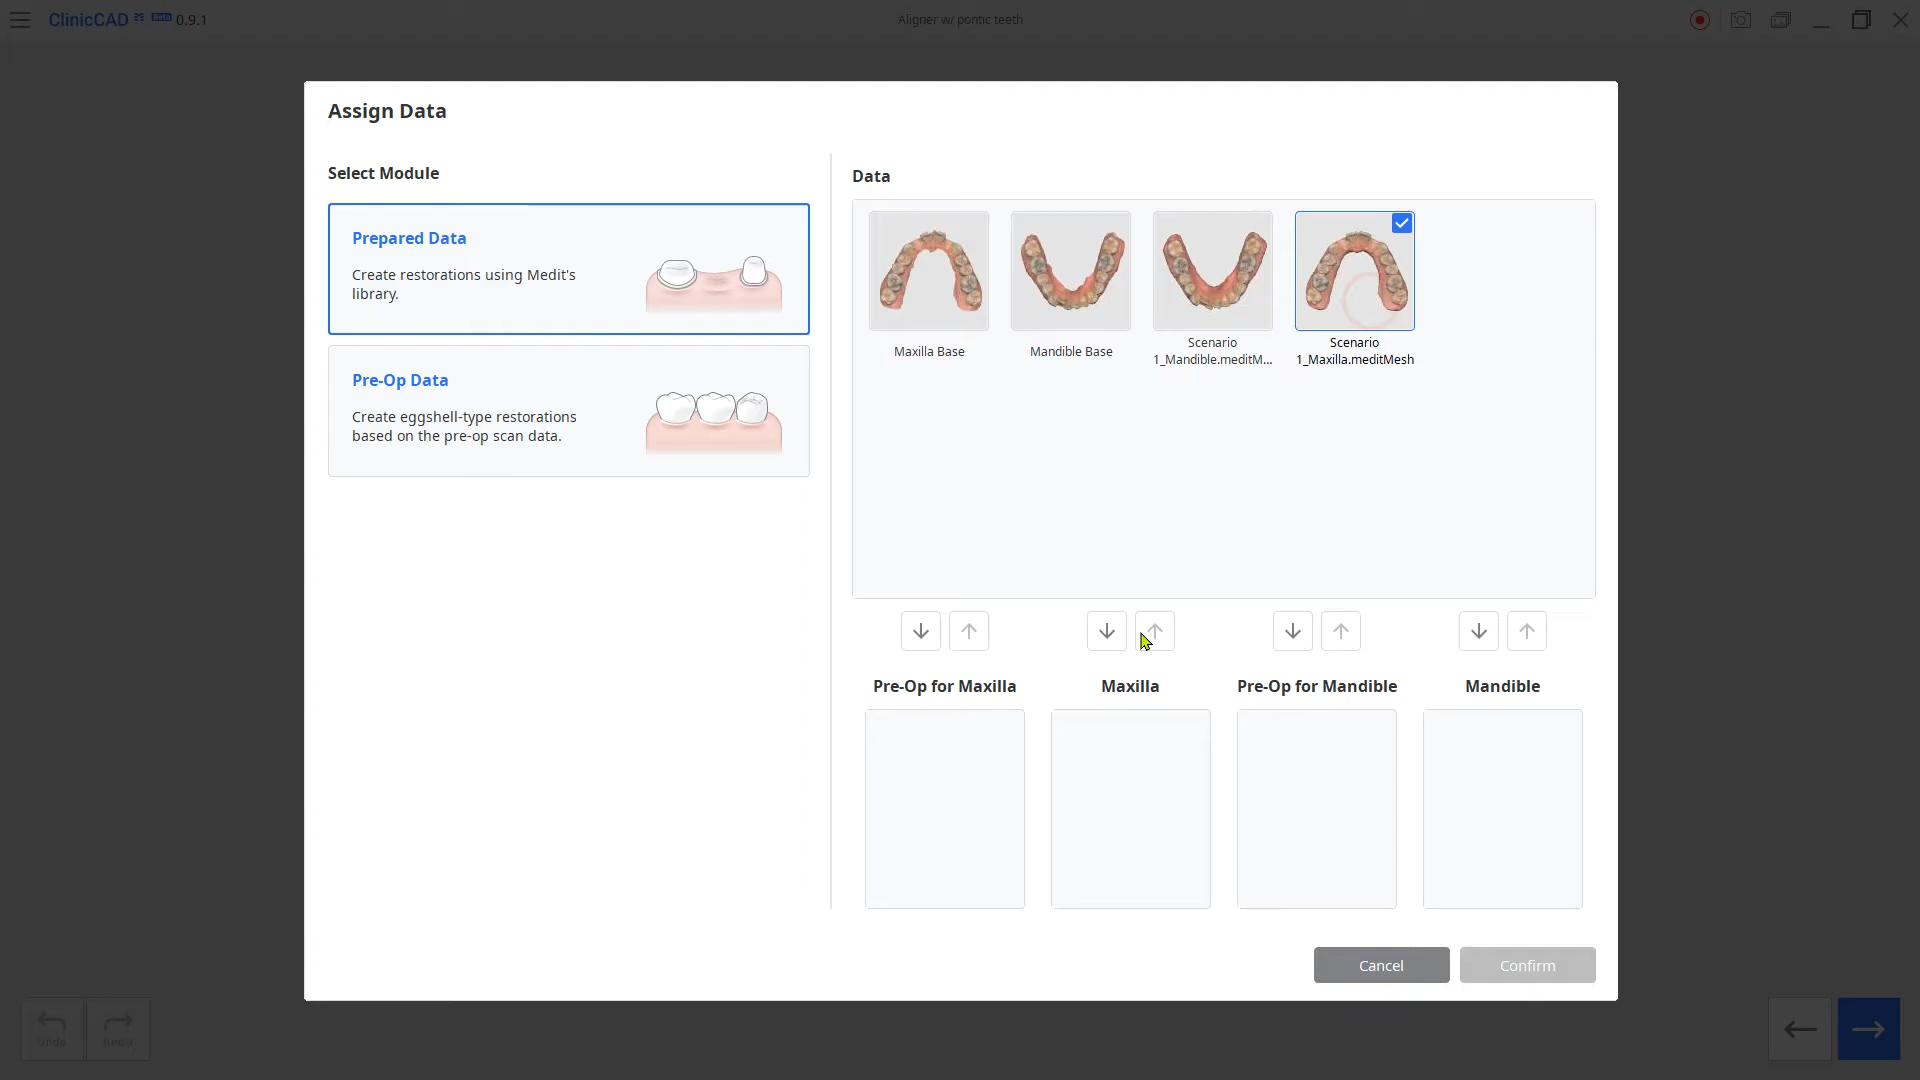 ClinicCAD Beta 0.9.1
Aligner w/ pontic teeth
Assign Data
Select Module
Prepared Data
Create restorations using Medit's
library.
Pre-Op Data
Create eggshell-type restorations
based on the pre-op scan data.
Data
Maxilla Base
Mandible Base
Scenario
1_Mandible.meditM...
Scenario
1_Maxilla.meditMesh
Pre-Op for Maxilla
Maxilla
Pre-Op for Mandible
Mandible
Cancel
Confirm
Undo
Redo